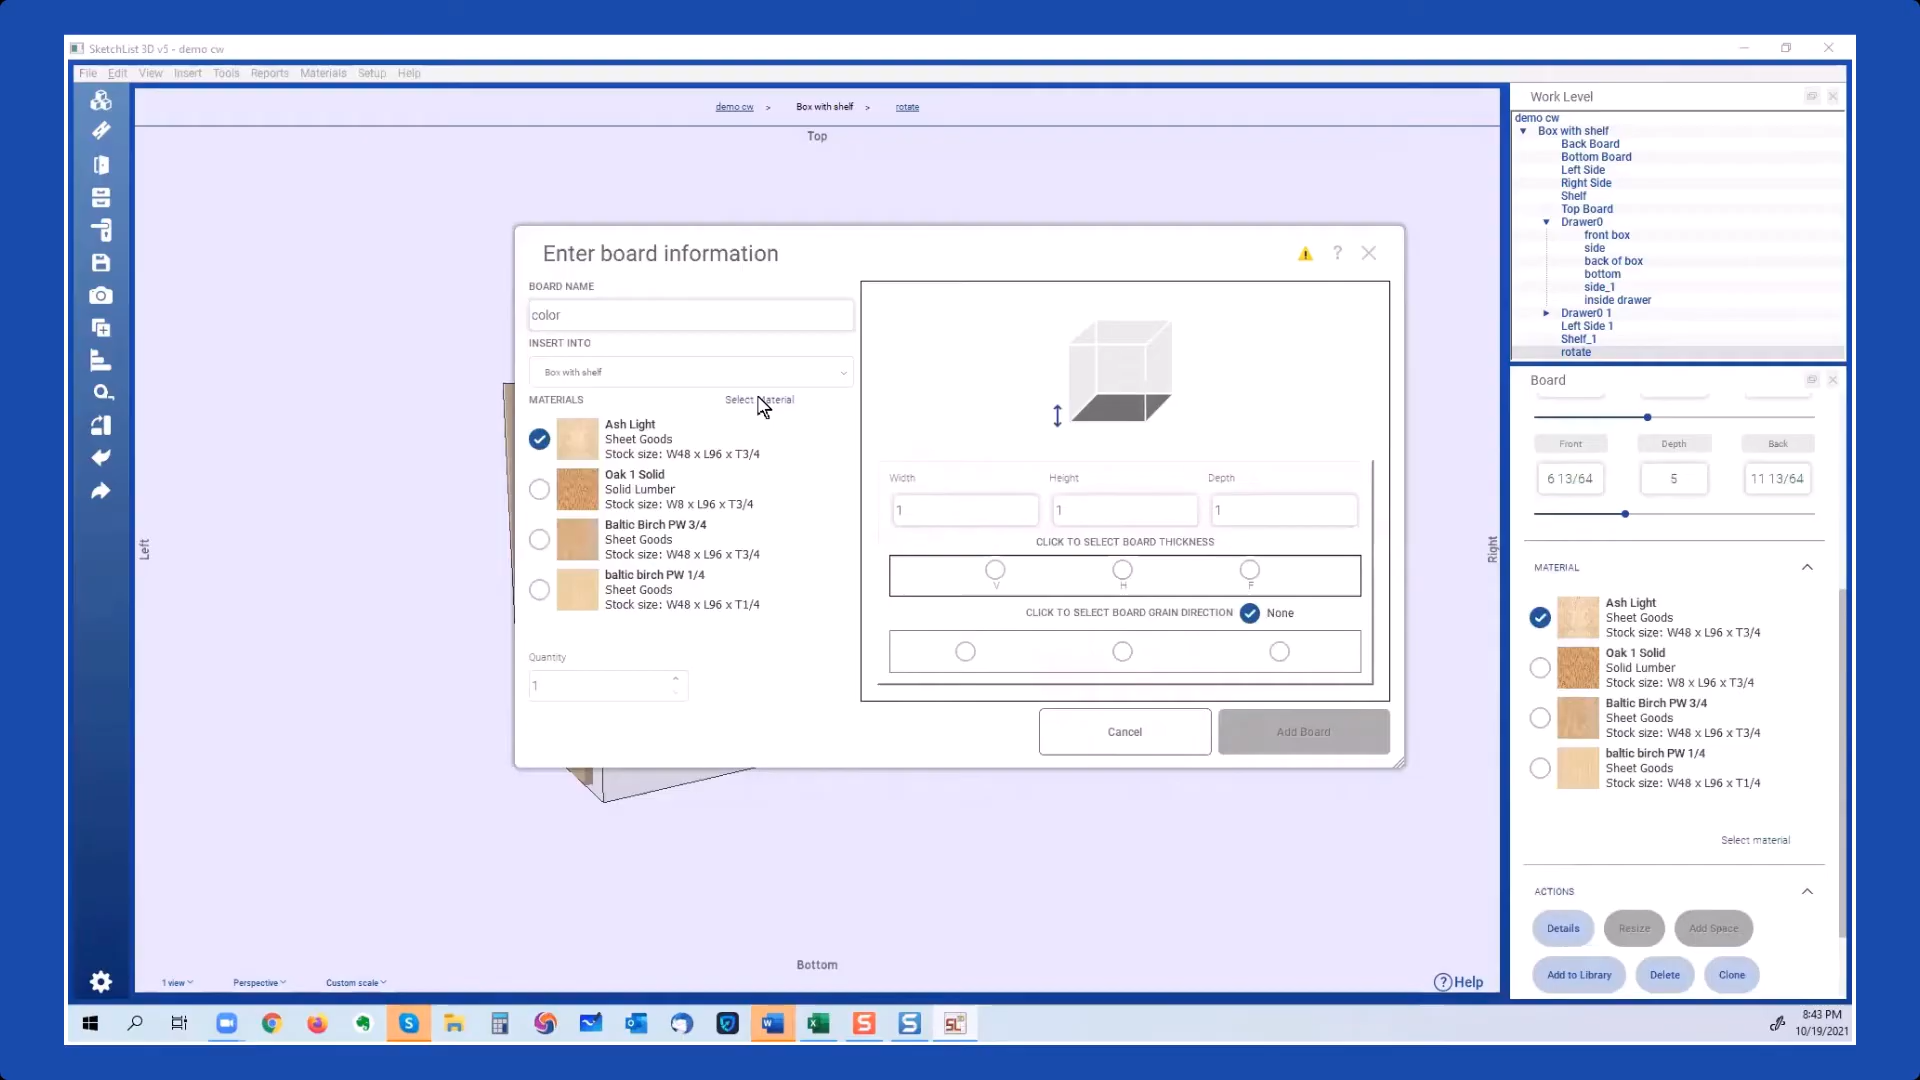 SketchList 3D v5 - demo cw
File Edit View Insert Tools Reports Materials Setup Help
demo cw > Box with shelf > rotate
Top
Left
Right
Bottom
1 view Perspective Custom scale
? Help
Enter board information
?
BOARD NAME
color
INSERT INTO
Box with shelf
MATERIALS
Select Material
Ash Light
Sheet Goods
Stock size: W48 x L96 x T3/4
Oak 1 Solid
Solid Lumber
Stock size: W8 x L96 x T3/4
Baltic Birch PW 3/4
Sheet Goods
Stock size: W48 x L96 x T3/4
baltic birch PW 1/4
Sheet Goods
Stock size: W48 x L96 x T1/4
Quantity
1
Width Height Depth
1 1 1
CLICK TO SELECT BOARD THICKNESS
V H F
CLICK TO SELECT BOARD GRAIN DIRECTION None
Cancel Add Board
Work Level
demo cw
Box with shelf
Back Board
Bottom Board
Left Side
Right Side
Shelf
Top Board
Drawer0
front box
side
back of box
bottom
side_1
inside drawer
Drawer0 1
Left Side 1
Shelf_1
rotate
Board
Front Depth Back
6 13/64 5 11 13/64
MATERIAL
Ash Light
Sheet Goods
Stock size: W48 x L96 x T3/4
Oak 1 Solid
Solid Lumber
Stock size: W8 x L96 x T3/4
Baltic Birch PW 3/4
Sheet Goods
Stock size: W48 x L96 x T3/4
baltic birch PW 1/4
Sheet Goods
Stock size: W48 x L96 x T1/4
Select material
ACTIONS
Details Resize Add Space
Add to Library Delete Clone
8:43 PM
10/19/2021